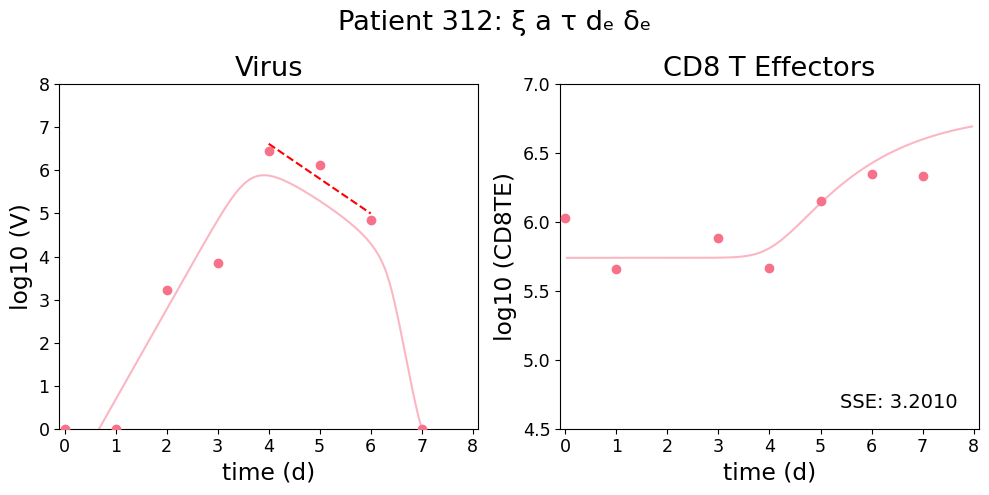 Patient 312: ξ a τ dₑ δₑ
Virus
CD8 T Effectors
log10 (V)
8
7
6
5
4
3
2
1
0
0 1 2 3 4 5 6 7 8
time (d)
log10 (CD8TE)
7.0
6.5
6.0
5.5
5.0
4.5
SSE: 3.2010
0 1 2 3 4 5 6 7 8
time (d)